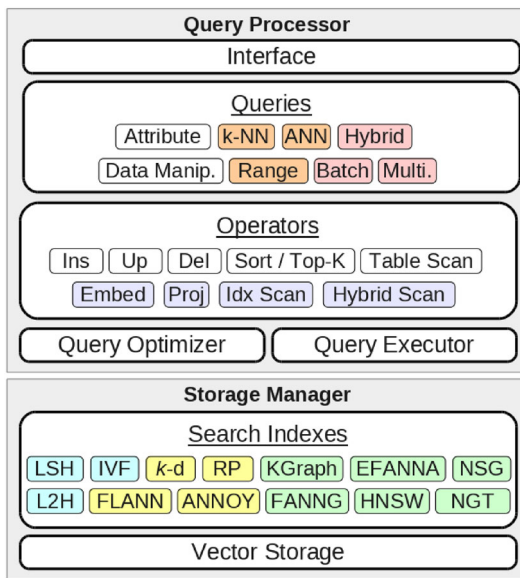 Query Processor
Interface
Queries
Attribute k-NN ANN Hybrid
Data Manip. Range Batch Multi.
Operators
Ins Up Del Sort / Top-K Table Scan
Embed Proj Idx Scan Hybrid Scan
Query Optimizer Query Executor
Storage Manager
Search Indexes
LSH IVF k-d RP KGraph EFANNA NSG
L2H FLANN ANNOY FANNG HNSW NGT
Vector Storage